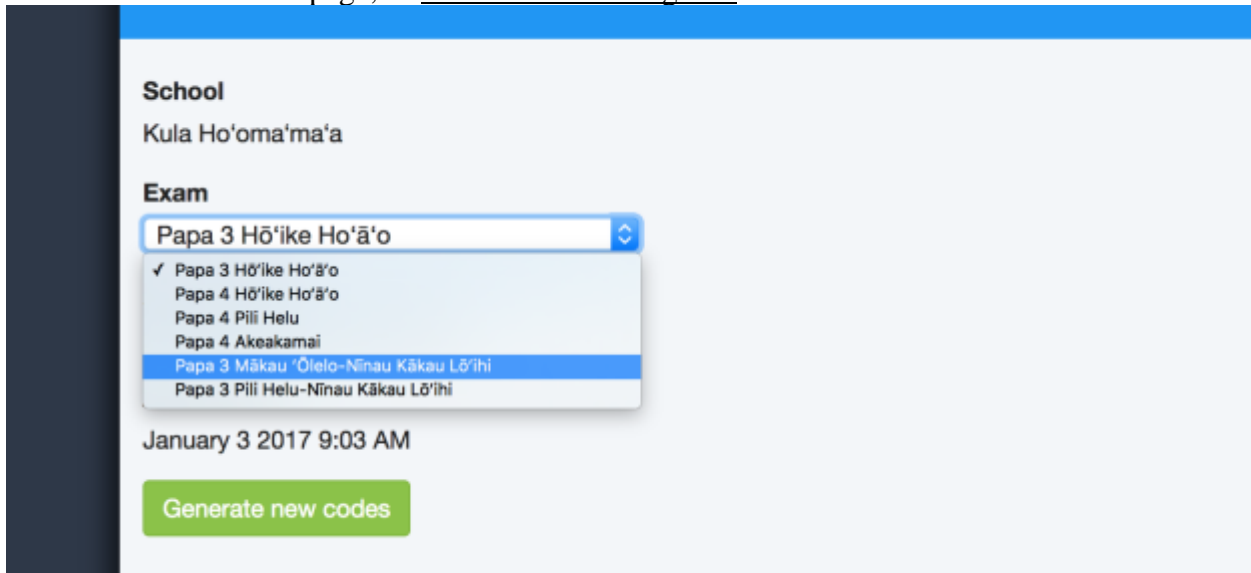 School
Kula Hoʻomaʻmaʻa
Exam
Papa 3 Hōʻike Hoʻāʻo
✓ Papa 3 Hōʻike Hoʻāʻo
Papa 4 Hōʻike Hoʻāʻo
Papa 4 Pili Helu
Papa 4 Akeakamai
Papa 3 Mākau ʻŌlelo-Nīnau Kākau Lōʻihi
Papa 3 Pili Helu-Nīnau Kākau Lōʻihi
January 3 2017 9:03 AM
Generate new codes